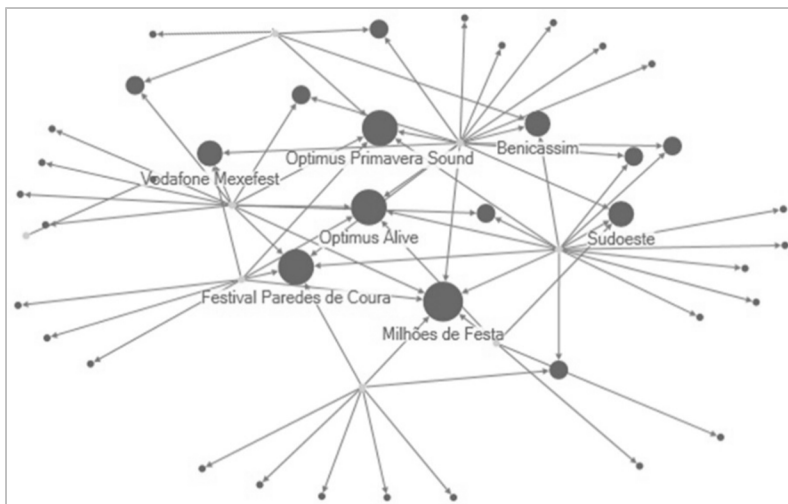 Optimus Primavera Sound
Benicassim
Vodafone Mexefest
Optimus Alive
Sudoeste
Festival Paredes de Coura
Milhões de Festa